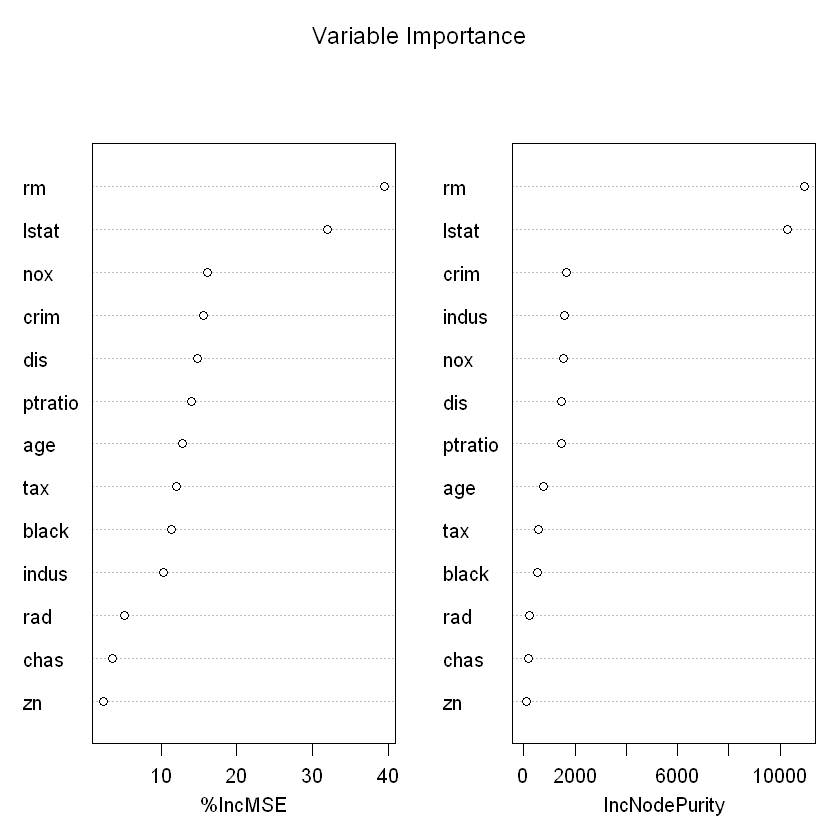 Variable Importance
rm
lstat
nox
crim
dis
ptratio
age
tax
black
indus
rad
chas
zn
10 20 30 40
%IncMSE
rm
lstat
crim
indus
nox
dis
ptratio
age
tax
black
rad
chas
zn
0 2000 6000 10000
IncNodePurity